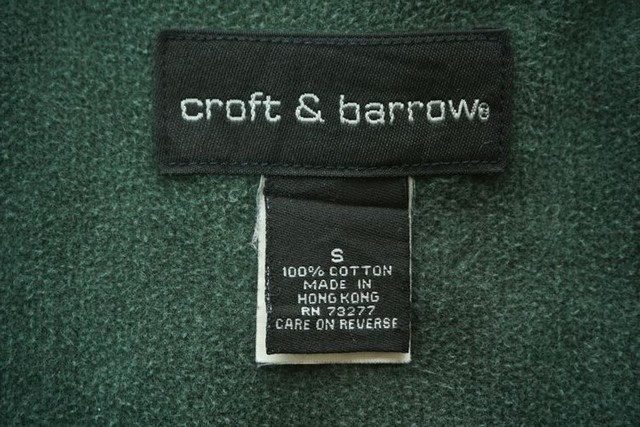 croft & barrow®
S
100% COTTON
MADE IN
HONG KONG
RN 73277
CARE ON REVERSE